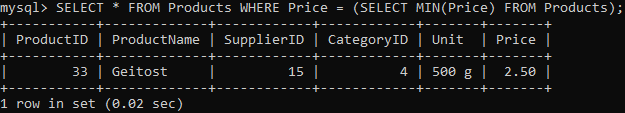 mysql> SELECT * FROM Products WHERE Price = (SELECT MIN(Price) FROM Products);
+-----------+-------------+------------+------------+-------+-------+
| ProductID | ProductName | SupplierID | CategoryID | Unit  | Price |
+-----------+-------------+------------+------------+-------+-------+
|        33 | Geitost     |         15 |          4 | 500 g |  2.50 |
+-----------+-------------+------------+------------+-------+-------+
1 row in set (0.02 sec)